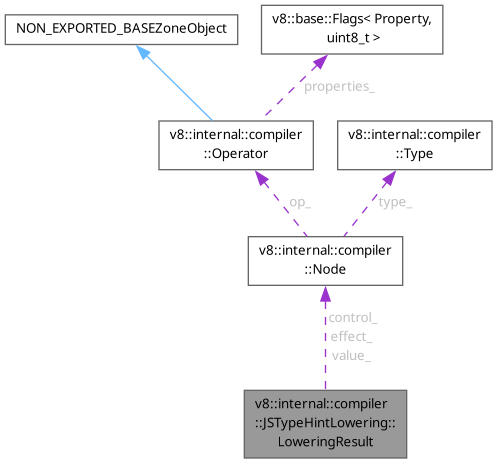 NON_EXPORTED_BASEZoneObject
v8::base::Flags< Property,
uint8_t >
properties_
v8::internal::compiler
::Operator
v8::internal::compiler
::Type
op_
type_
v8::internal::compiler
::Node
control_
effect_
value_
v8::internal::compiler
::JSTypeHintLowering::
LoweringResult